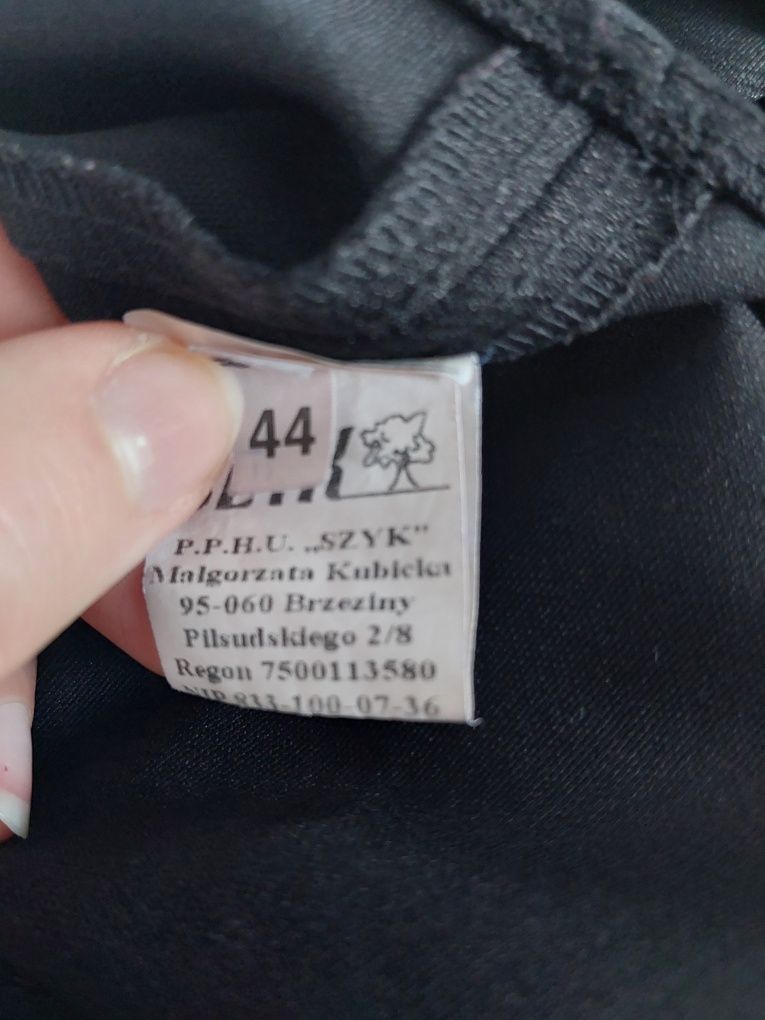 44
P.P.H.U. „SZYK"
Malgorzata Kubicka
95-060 Brzeziny
Pilsudskiego 2/8
Regon 7500113580
NIP 833-100-07-36